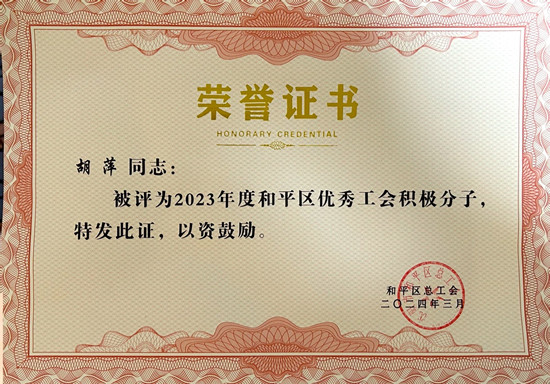 荣誉证书
HONORARY CREDENTIAL
胡萍 同志：
被评为2023年度和平区优秀工会积极分子，
特发此证，以资鼓励。
和平区总工会
二〇二四年三月